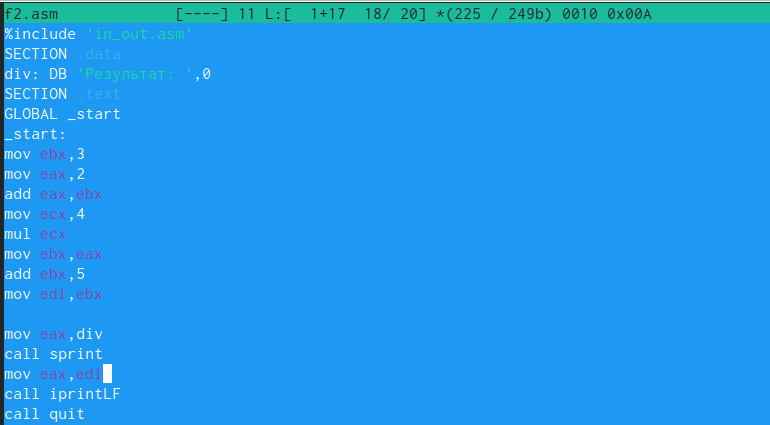 f2.asm [----] 11 L:[ 1+17 18/ 20] *(225 / 249b) 0010 0x00A
%include 'in_out.asm'
SECTION .data
div: DB 'Результат: ',0
SECTION .text
GLOBAL _start
_start:
mov ebx,3
mov eax,2
add eax,ebx
mov ecx,4
mul ecx
mov ebx,eax
add ebx,5
mov edi,ebx
mov eax,div
call sprint
mov eax,edi
call iprintLF
call quit